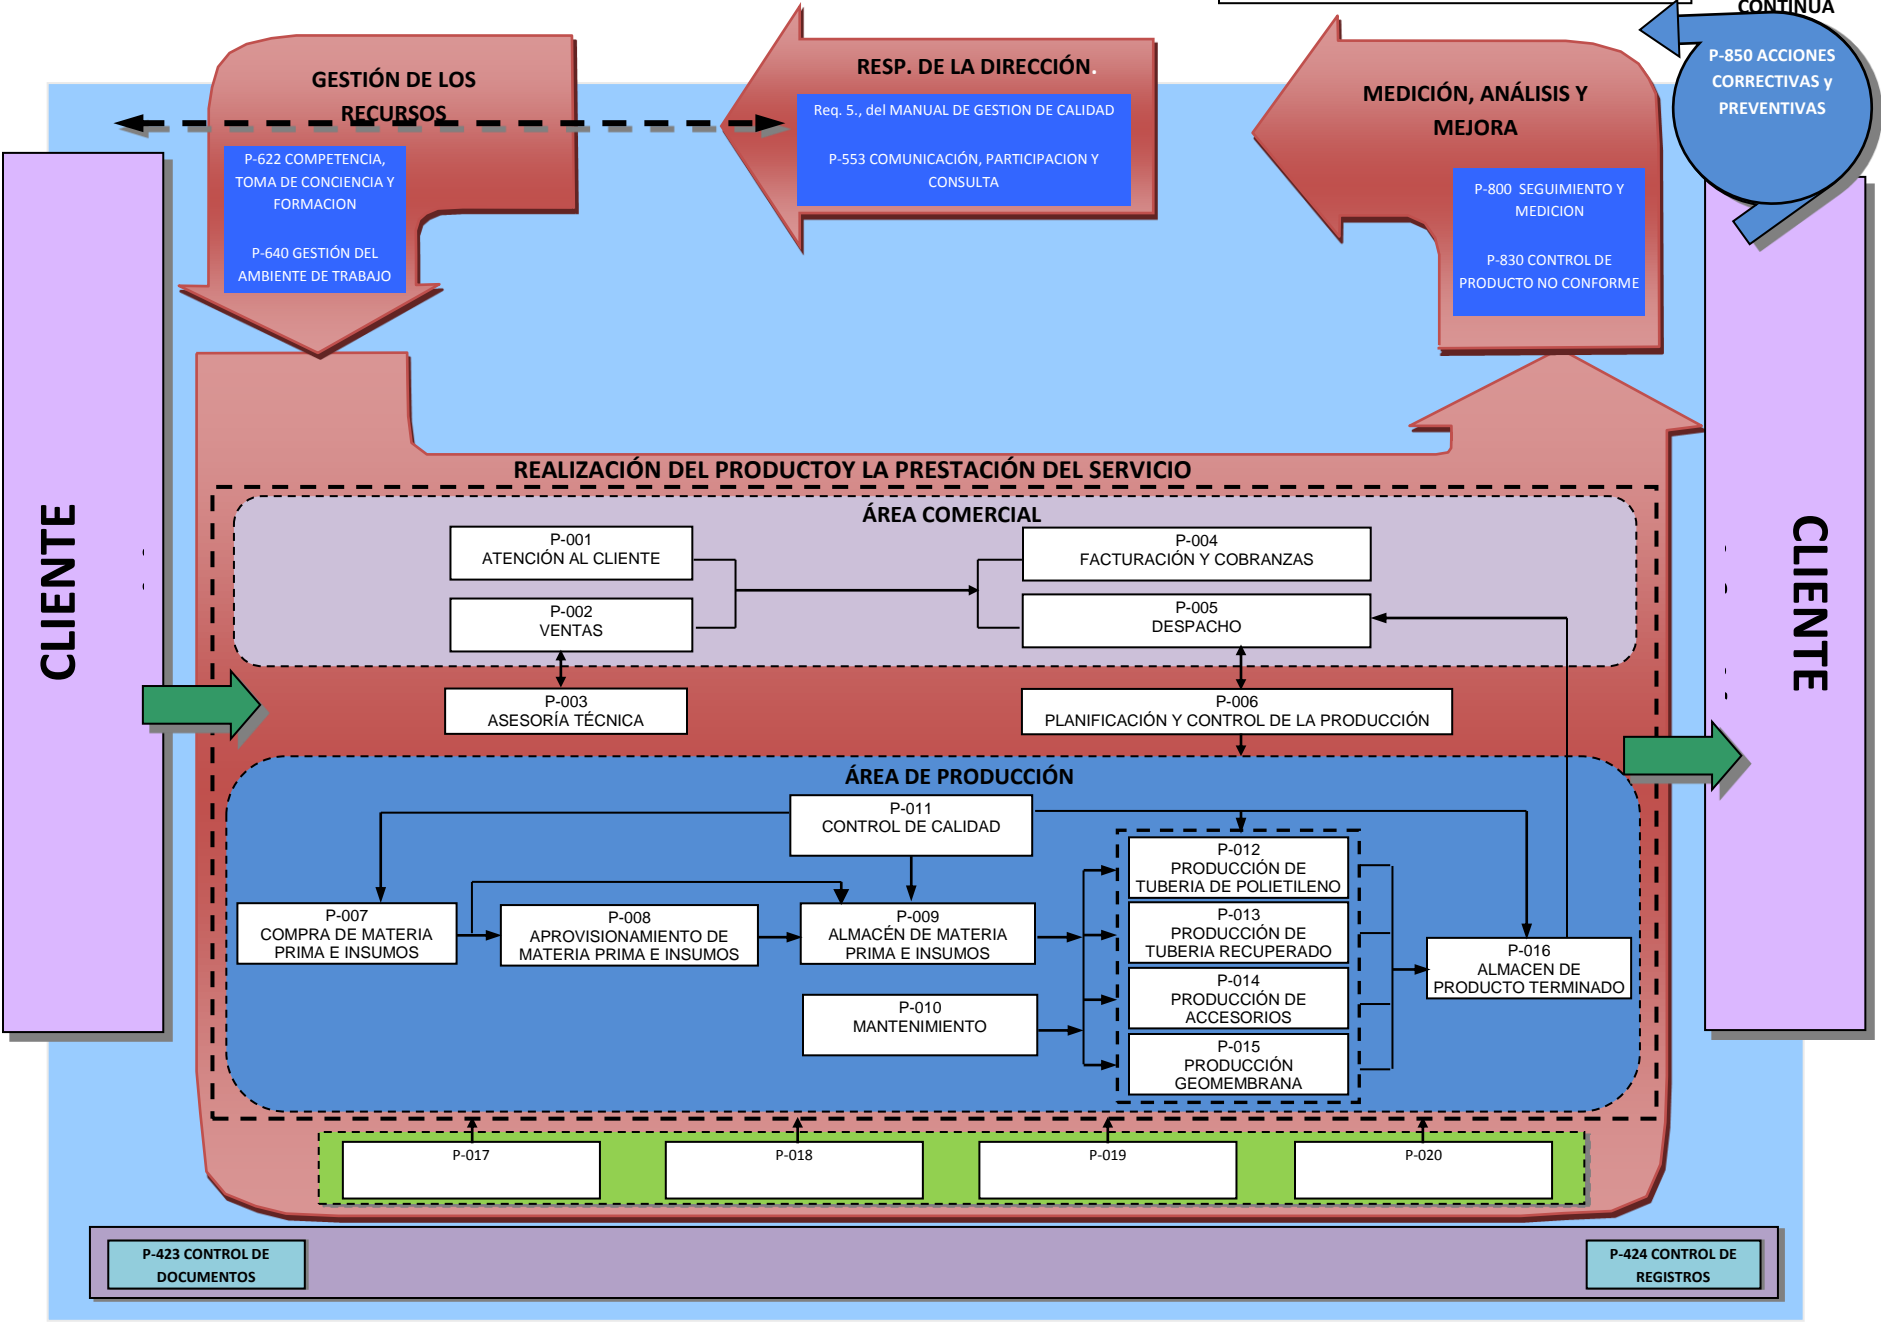 CONTINUA
P-850 ACCIONES
CORRECTIVAS y
PREVENTIVAS
GESTIÓN DE LOS
RECURSOS
P-622 COMPETENCIA,
TOMA DE CONCIENCIA Y
FORMACION
P-640 GESTIÓN DEL
AMBIENTE DE TRABAJO
RESP. DE LA DIRECCIÓN.
Req. 5., del MANUAL DE GESTION DE CALIDAD
P-553 COMUNICACIÓN, PARTICIPACION Y
CONSULTA
MEDICIÓN, ANÁLISIS Y
MEJORA
P-800 SEGUIMIENTO Y
MEDICION
P-830 CONTROL DE
PRODUCTO NO CONFORME
CLIENTE
CLIENTE
REALIZACIÓN DEL PRODUCTOY LA PRESTACIÓN DEL SERVICIO
ÁREA COMERCIAL
P-001
ATENCIÓN AL CLIENTE
P-004
FACTURACIÓN Y COBRANZAS
P-002
VENTAS
P-005
DESPACHO
P-003
ASESORÍA TÉCNICA
P-006
PLANIFICACIÓN Y CONTROL DE LA PRODUCCIÓN
ÁREA DE PRODUCCIÓN
P-011
CONTROL DE CALIDAD
P-007
COMPRA DE MATERIA
PRIMA E INSUMOS
P-008
APROVISIONAMIENTO DE
MATERIA PRIMA E INSUMOS
P-009
ALMACÉN DE MATERIA
PRIMA E INSUMOS
P-010
MANTENIMIENTO
P-012
PRODUCCIÓN DE
TUBERIA DE POLIETILENO
P-013
PRODUCCIÓN DE
TUBERIA RECUPERADO
P-014
PRODUCCIÓN DE
ACCESORIOS
P-015
PRODUCCIÓN
GEOMEMBRANA
P-016
ALMACEN DE
PRODUCTO TERMINADO
P-017
P-018
P-019
P-020
P-423 CONTROL DE
DOCUMENTOS
P-424 CONTROL DE
REGISTROS